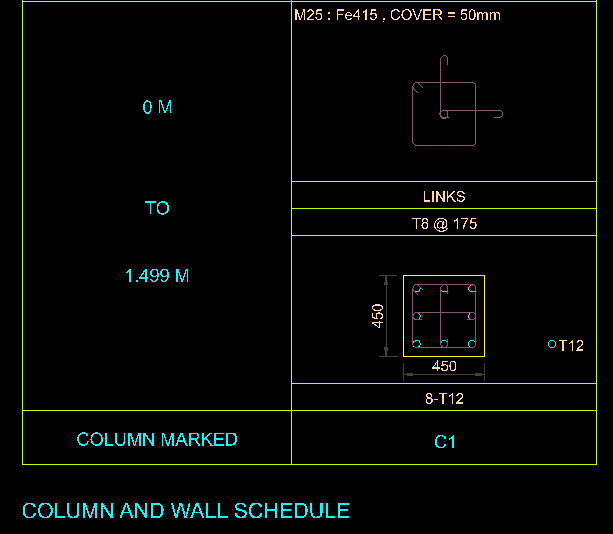 M25 : Fe415 , COVER = 50mm
0 M
TO
1.499 M
LINKS
T8 @ 175
450
450
T12
8-T12
COLUMN MARKED
C1
COLUMN AND WALL SCHEDULE